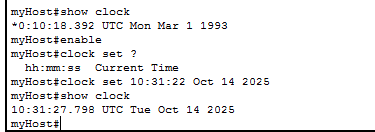 myHost#show clock
*0:10:18.392 UTC Mon Mar 1 1993
myHost#enable
myHost#clock set ?
  hh:mm:ss  Current Time
myHost#clock set 10:31:22 Oct 14 2025
myHost#show clock
10:31:27.798 UTC Tue Oct 14 2025
myHost#